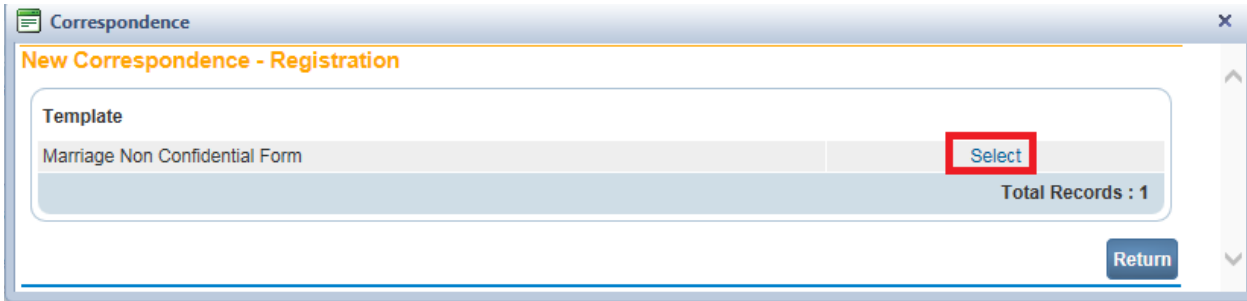 Correspondence
New Correspondence - Registration
Template
Marriage Non Confidential Form Select
Total Records : 1
Return